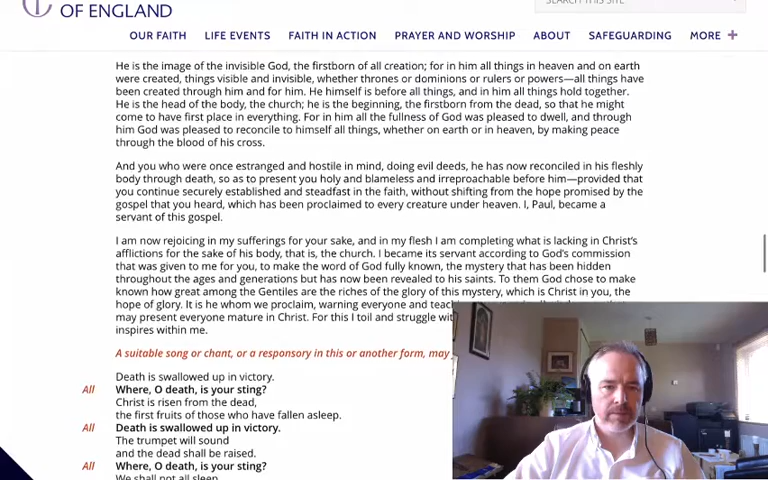 OF ENGLAND
OUR FAITH LIFE EVENTS FAITH IN ACTION PRAYER AND WORSHIP ABOUT SAFEGUARDING MORE +
He is the image of the invisible God, the firstborn of all creation; for in him all things in heaven and on earth
were created, things visible and invisible, whether thrones or dominions or rulers or powers—all things have
been created through him and for him. He himself is before all things, and in him all things hold together.
He is the head of the body, the church; he is the beginning, the firstborn from the dead, so that he might
come to have first place in everything. For in him all the fullness of God was pleased to dwell, and through
him God was pleased to reconcile to himself all things, whether on earth or in heaven, by making peace
through the blood of his cross.
And you who were once estranged and hostile in mind, doing evil deeds, he has now reconciled in his fleshly
body through death, so as to present you holy and blameless and irreproachable before him—provided that
you continue securely established and steadfast in the faith, without shifting from the hope promised by the
gospel that you heard, which has been proclaimed to every creature under heaven. I, Paul, became a
servant of this gospel.
I am now rejoicing in my sufferings for your sake, and in my flesh I am completing what is lacking in Christ's
afflictions for the sake of his body, that is, the church. I became its servant according to God's commission
that was given to me for you, to make the word of God fully known, the mystery that has been hidden
throughout the ages and generations but has now been revealed to his saints. To them God chose to make
known how great among the Gentiles are the riches of the glory of this mystery, which is Christ in you, the
hope of glory. It is he whom we proclaim, warning everyone and
may present everyone mature in Christ. For this I toil and struggle
inspires within me.
A suitable song or chant, or a responsory in this or another form, may
Death is swallowed up in victory.
All Where, O death, is your sting?
Christ is risen from the dead,
the first fruits of those who have fallen asleep.
All Death is swallowed up in victory.
The trumpet will sound
and the dead shall be raised.
All Where, O death, is your sting?
We shall not all sleep